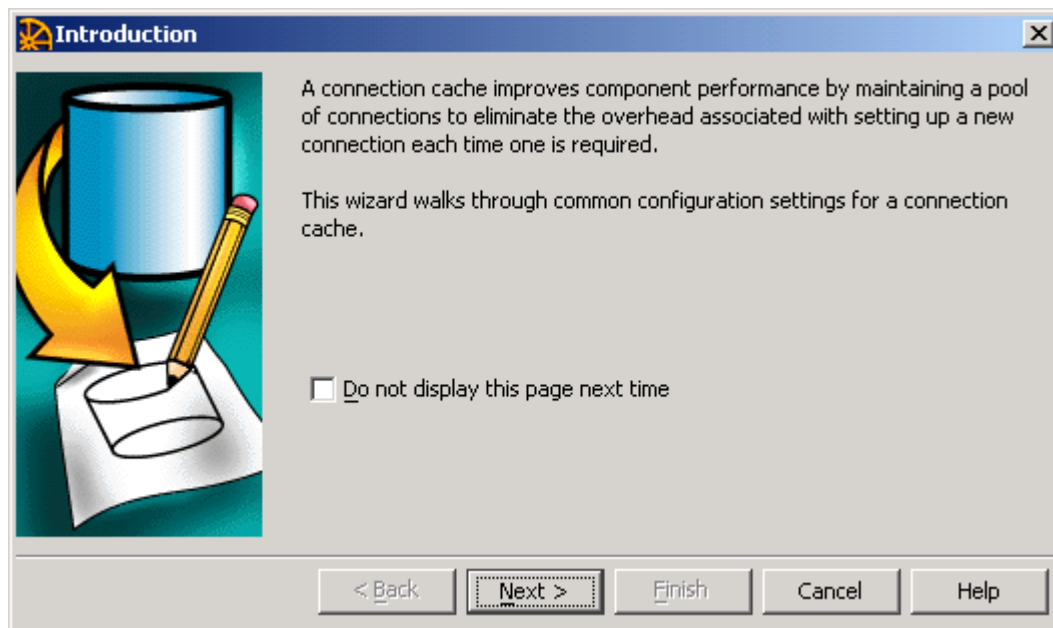 Introduction
A connection cache improves component performance by maintaining a pool
of connections to eliminate the overhead associated with setting up a new
connection each time one is required.
This wizard walks through common configuration settings for a connection
cache.
Do not display this page next time
< Back
Next >
Finish
Cancel
Help